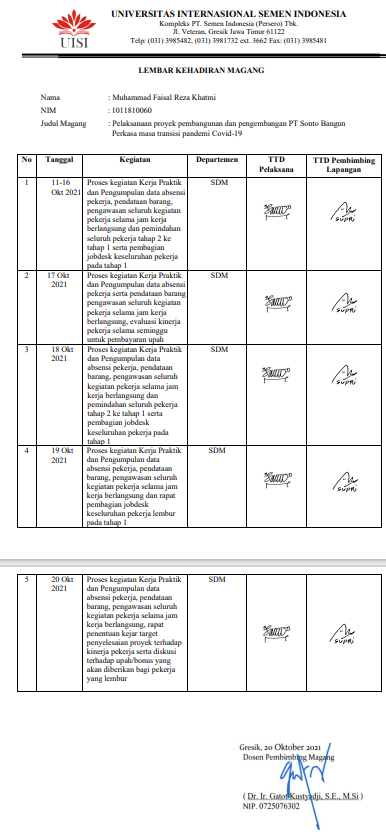 UISI
UNIVERSITAS INTERNASIONAL SEMEN INDONESIA
Kompleks PT. Semen Indonesia (Persero) Tbk.
Jl. Veteran, Gresik Jawa Timur 61122
Telp: (031) 3985482, (031) 3981732 ext. 3662 Fax: (031) 3985481
LEMBAR KEHADIRAN MAGANG
Nama : Muhammad Faisal Reza Khatmi
NIM : 1011810060
Judul Magang : Pelaksanaan proyek pembangunan dan pengembangan PT Sonto Bangun
Perkasa masa transisi pandemi Covid-19
No Tanggal Kegiatan Departemen TTD Pelaksana TTD Pembimbing Lapangan
1 11-16 Okt 2021 SDM
Proses kegiatan Kerja Praktik
dan Pengumpulan data absensi
pekerja, pendataan barang,
pengawasan seluruh kegiatan
pekerja selama jam kerja
berlangsung dan pemindahan
seluruh pekerja tahap 2 ke
tahap 1 serta pembagian
jobdesk keseluruhan pekerja
pada tahap 1
SUPRI
2 17 Okt 2021 SDM
Proses kegiatan Kerja Praktik
dan Pengumpulan data absensi
pekerja serta pendataan barang
pengawasan seluruh kegiatan
pekerja selama jam kerja
berlangsung, evaluasi kinerja
pekerja selama seminggu
untuk pembayaran upah
SUPRI
3 18 Okt 2021 SDM
Proses kegiatan Kerja Praktik
dan Pengumpulan data
absensi pekerja, pendataan
barang, pengawasan seluruh
kegiatan pekerja selama jam
kerja berlangsung dan
pemindahan seluruh pekerja
tahap 2 ke tahap 1 serta
pembagian jobdesk
keseluruhan pekerja pada
tahap 1
SUPRI
4 19 Okt 2021 SDM
Proses kegiatan Kerja Praktik
dan Pengumpulan data
absensi pekerja, pendataan
barang, pengawasan seluruh
kegiatan pekerja selama jam
kerja berlangsung dan rapat
pembagian jobdesk
keseluruhan pekerja lembur
pada tahap 1
SUPRI
5 20 Okt 2021 SDM
Proses kegiatan Kerja Praktik
dan Pengumpulan data
absensi pekerja, pendataan
barang, pengawasan seluruh
kegiatan pekerja selama jam
kerja berlangsung, rapat
penentuan kejar target
penyelesaian proyek terhadap
kinerja pekerja serta diskusi
terhadap upah/bonus yang
akan diberikan bagi pekerja
yang lembur
SUPRI
Gresik, 20 Oktober 2021
Dosen Pembimbing Magang
( Dr. Ir. Gatot Kustyadji, S.E., M.Si )
NIP. 0725076302